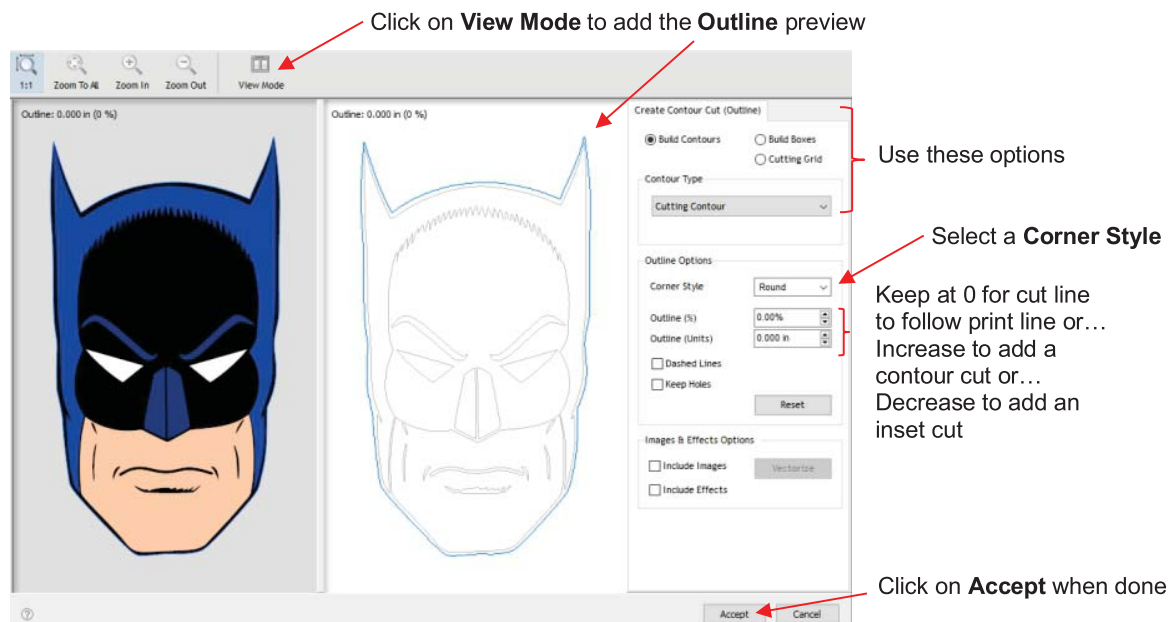 Click on View Mode to add the Outline preview
1:1 Zoom To All Zoom In Zoom Out View Mode
Outline: 0.000 in (0 %)
Outline: 0.000 in (0 %)
Create Contour Cut (Outline)
Build Contours Build Boxes
Cutting Grid
Contour Type
Cutting Contour
Use these options
Select a Corner Style
Outline Options
Corner Style Round
Outline (%) 0.00%
Outline (Units) 0.000 in
Dashed Lines
Keep Holes
Reset
Keep at 0 for cut line
to follow print line or…
Increase to add a
contour cut or…
Decrease to add an
inset cut
Images & Effects Options
Include Images Vectorize
Include Effects
Click on Accept when done
Accept Cancel